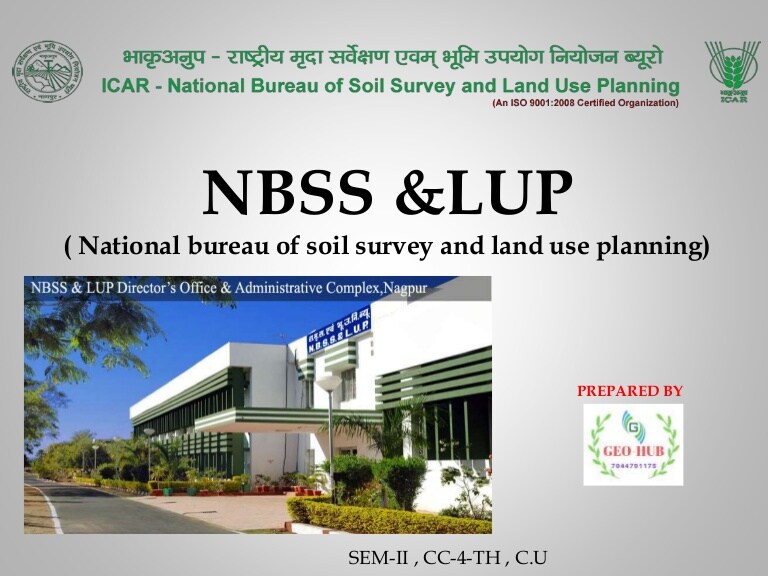 भाकृअनुप - राष्ट्रीय मृदा सर्वेक्षण एवम् भूमि उपयोग नियोजन ब्यूरो
ICAR - National Bureau of Soil Survey and Land Use Planning
(An ISO 9001:2008 Certified Organization)
ICAR
NBSS &LUP
( National bureau of soil survey and land use planning)
NBSS & LUP Director's Office & Administrative Complex,Nagpur
N.B.S.S.& L.U.P.
PREPARED BY
GEO-HUB
7044791178
SEM-II , CC-4-TH , C.U